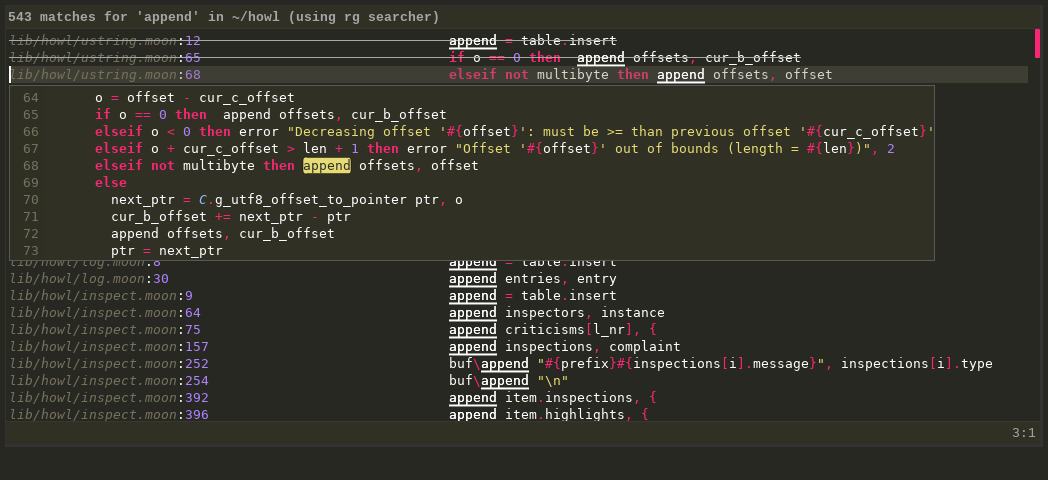 543 matches for 'append' in ~/howl (using rg searcher)
lib/howl/ustring.moon:12 append = table.insert
lib/howl/ustring.moon:65 if o == 0 then  append offsets, cur_b_offset
lib/howl/ustring.moon:68 elseif not multibyte then append offsets, offset
64 o = offset - cur_c_offset
65 if o == 0 then  append offsets, cur_b_offset
66 elseif o < 0 then error "Decreasing offset '#{offset}': must be >= than previous offset '#{cur_c_offset}'
67 elseif o + cur_c_offset > len + 1 then error "Offset '#{offset}' out of bounds (length = #{len})", 2
68 elseif not multibyte then append offsets, offset
69 else
70 next_ptr = C.g_utf8_offset_to_pointer ptr, o
71 cur_b_offset += next_ptr - ptr
72 append offsets, cur_b_offset
73 ptr = next_ptr
lib/howl/log.moon:8 append = table.insert
lib/howl/log.moon:30 append entries, entry
lib/howl/inspect.moon:9 append = table.insert
lib/howl/inspect.moon:64 append inspectors, instance
lib/howl/inspect.moon:75 append criticisms[l_nr], {
lib/howl/inspect.moon:157 append inspections, complaint
lib/howl/inspect.moon:252 buf\append "#{prefix}#{inspections[i].message}", inspections[i].type
lib/howl/inspect.moon:254 buf\append "\n"
lib/howl/inspect.moon:392 append item.inspections, {
lib/howl/inspect.moon:396 append item.highlights, {
3:1